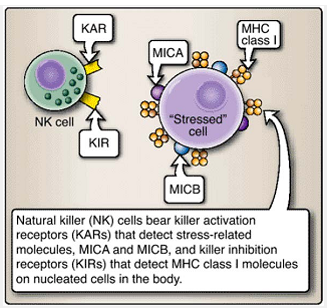 KAR
MICA
MHC
class I
NK cell
"Stressed"
cell
KIR
MICB
Natural killer (NK) cells bear killer activation
receptors (KARs) that detect stress-related
molecules, MICA and MICB, and killer inhibition
receptors (KIRs) that detect MHC class I molecules
on nucleated cells in the body.